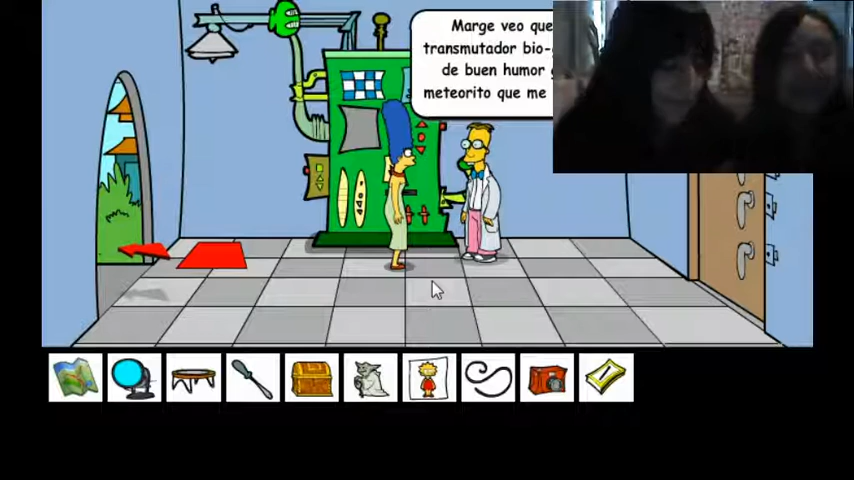 Marge veo que
transmutador bio-
de buen humor
meteorito que me